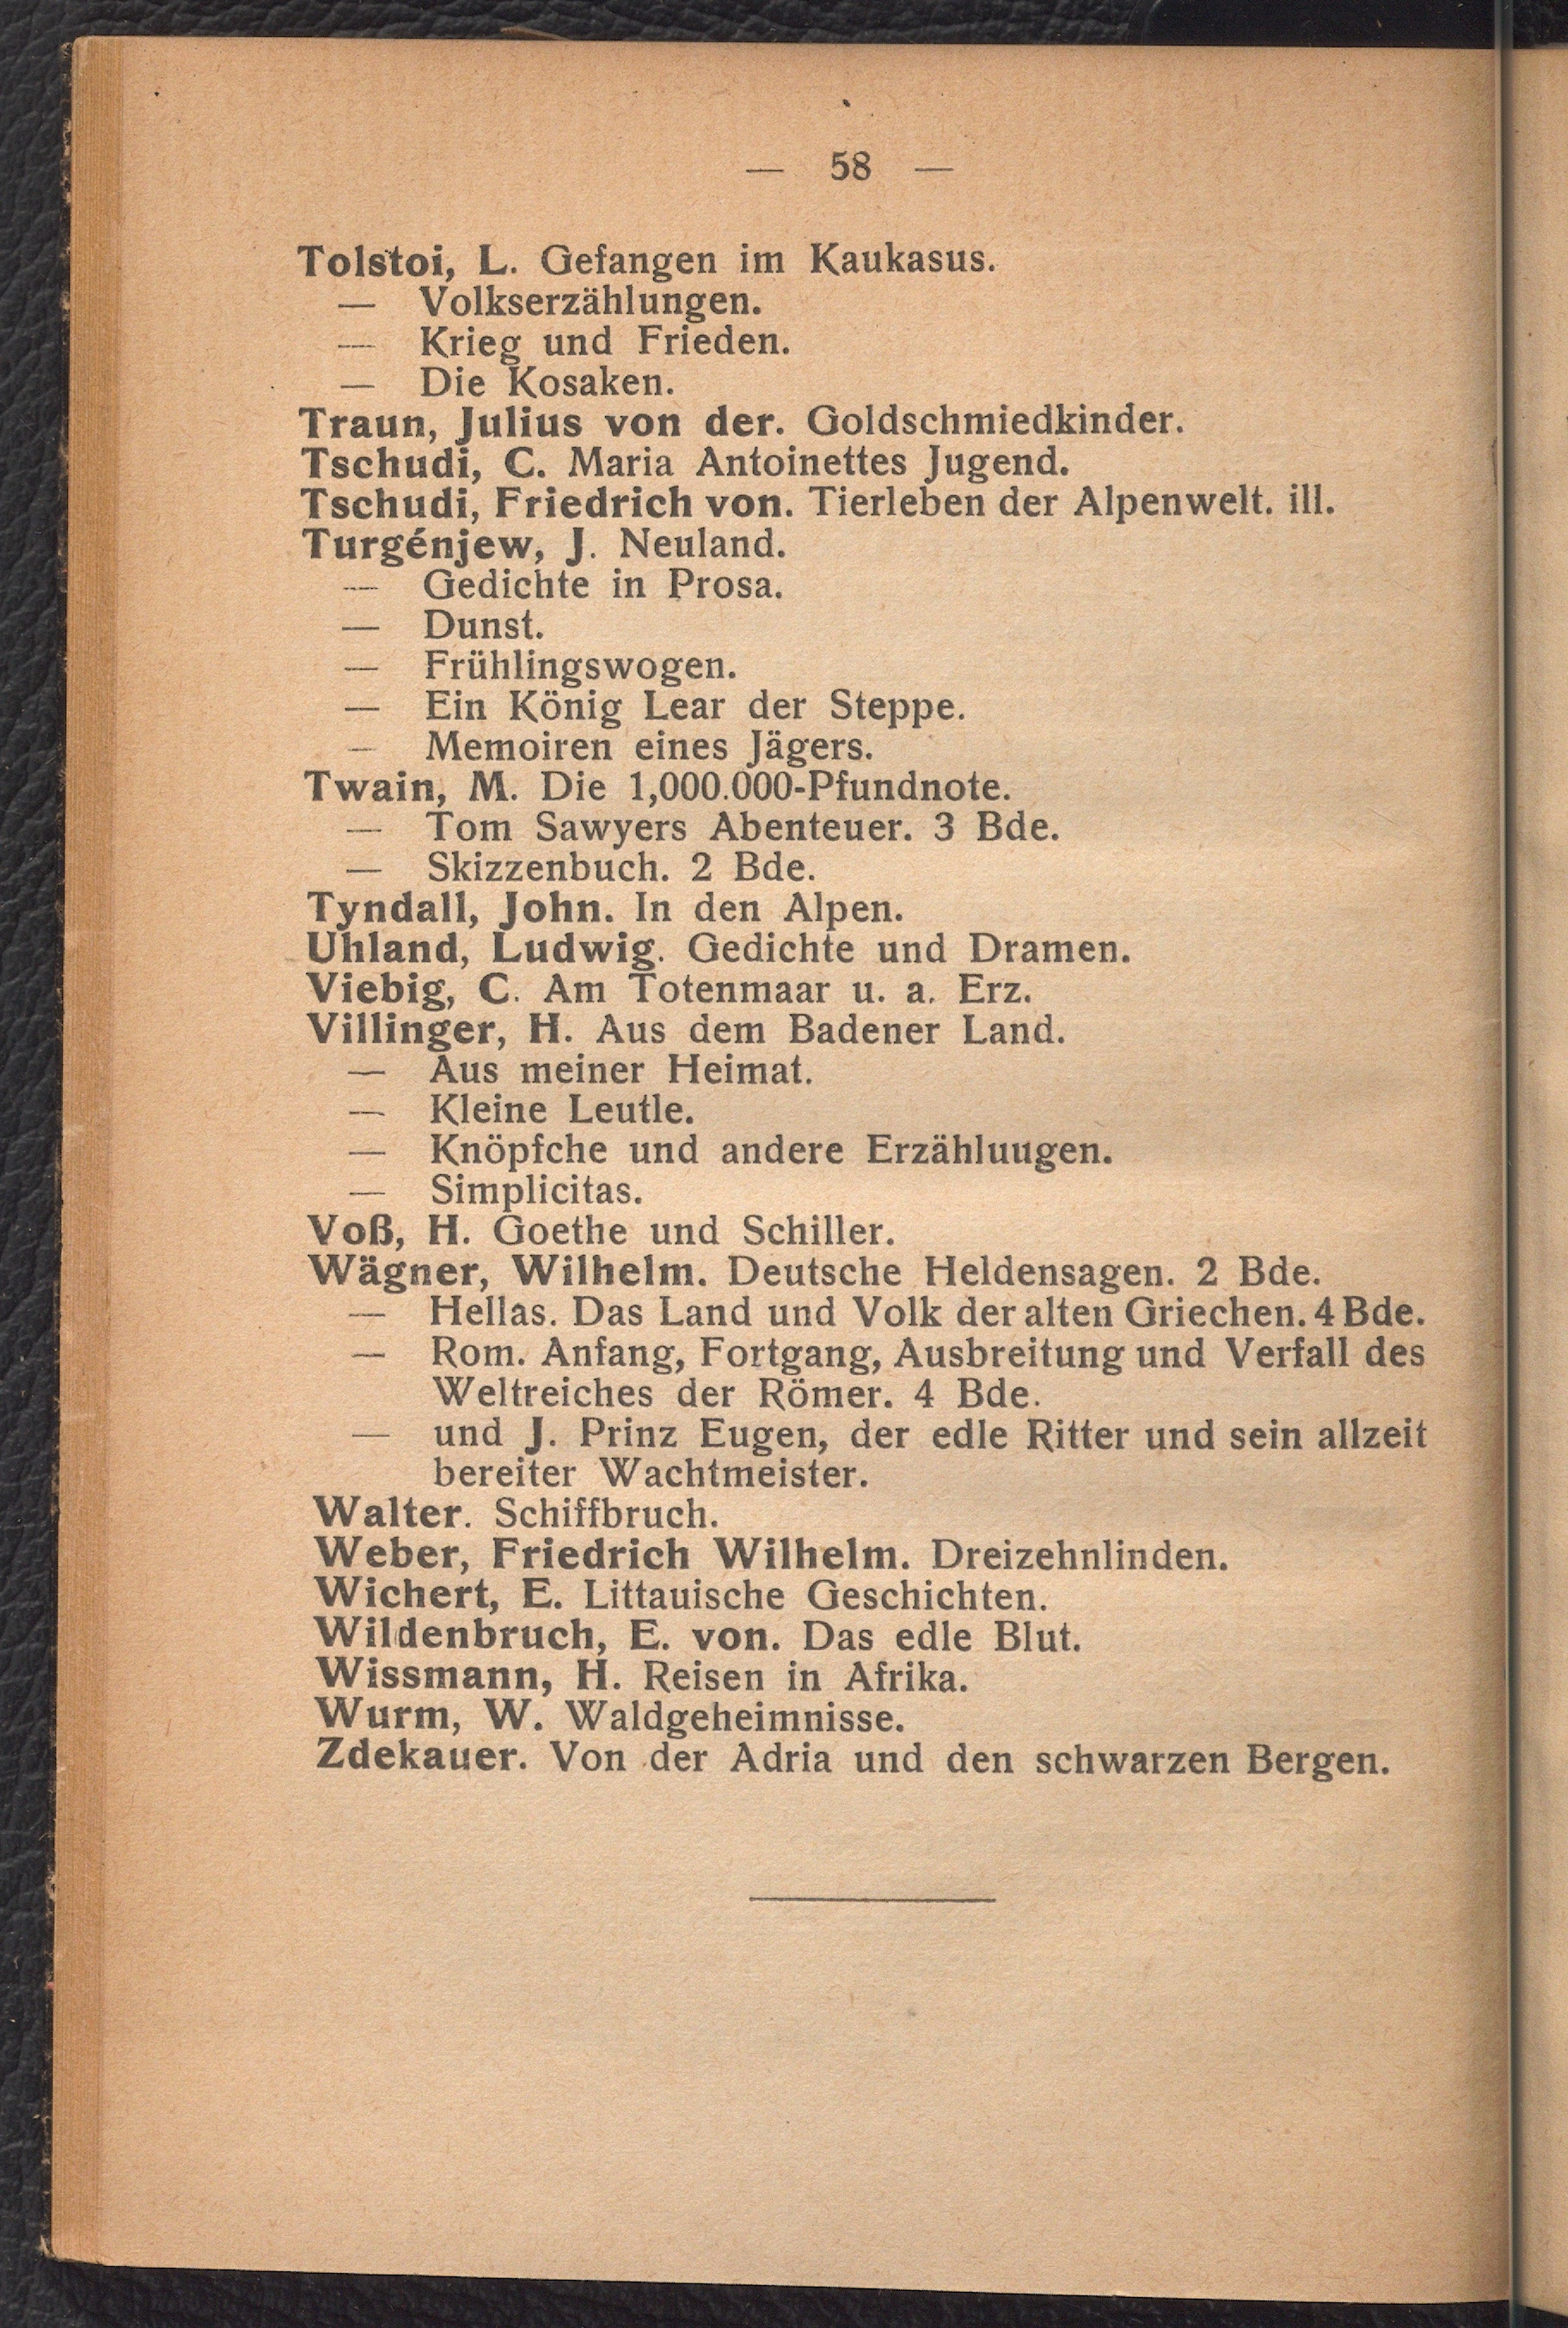 — 58 —
Tolstoi, L. Gefangen im Kaukasus.
— Volkserzählungen.
— Krieg und Frieden.
— Die Kosaken.
Traun, Julius von der. Goldschmiedkinder.
Tschudi, C. Maria Antoinettes Jugend.
Tschudi, Friedrich von. Tierleben der Alpenwelt. ill.
Turgénjew, J. Neuland.
— Gedichte in Prosa.
— Dunst.
— Frühlingswogen.
— Ein König Lear der Steppe.
— Memoiren eines Jägers.
Twain, M. Die 1,000.000-Pfundnote.
— Tom Sawyers Abenteuer. 3 Bde.
— Skizzenbuch. 2 Bde.
Tyndall, John. In den Alpen.
Uhland, Ludwig. Gedichte und Dramen.
Viebig, C. Am Totenmaar u. a. Erz.
Villinger, H. Aus dem Badener Land.
— Aus meiner Heimat.
— Kleine Leutle.
— Knöpfche und andere Erzähluugen.
— Simplicitas.
Voß, H. Goethe und Schiller.
Wägner, Wilhelm. Deutsche Heldensagen. 2 Bde.
— Hellas. Das Land und Volk der alten Griechen. 4 Bde.
— Rom. Anfang, Fortgang, Ausbreitung und Verfall des
Weltreiches der Römer. 4 Bde.
— und J. Prinz Eugen, der edle Ritter und sein allzeit
bereiter Wachtmeister.
Walter. Schiffbruch.
Weber, Friedrich Wilhelm. Dreizehnlinden.
Wichert, E. Littauische Geschichten.
Wildenbruch, E. von. Das edle Blut.
Wissmann, H. Reisen in Afrika.
Wurm, W. Waldgeheimnisse.
Zdekauer. Von der Adria und den schwarzen Bergen.